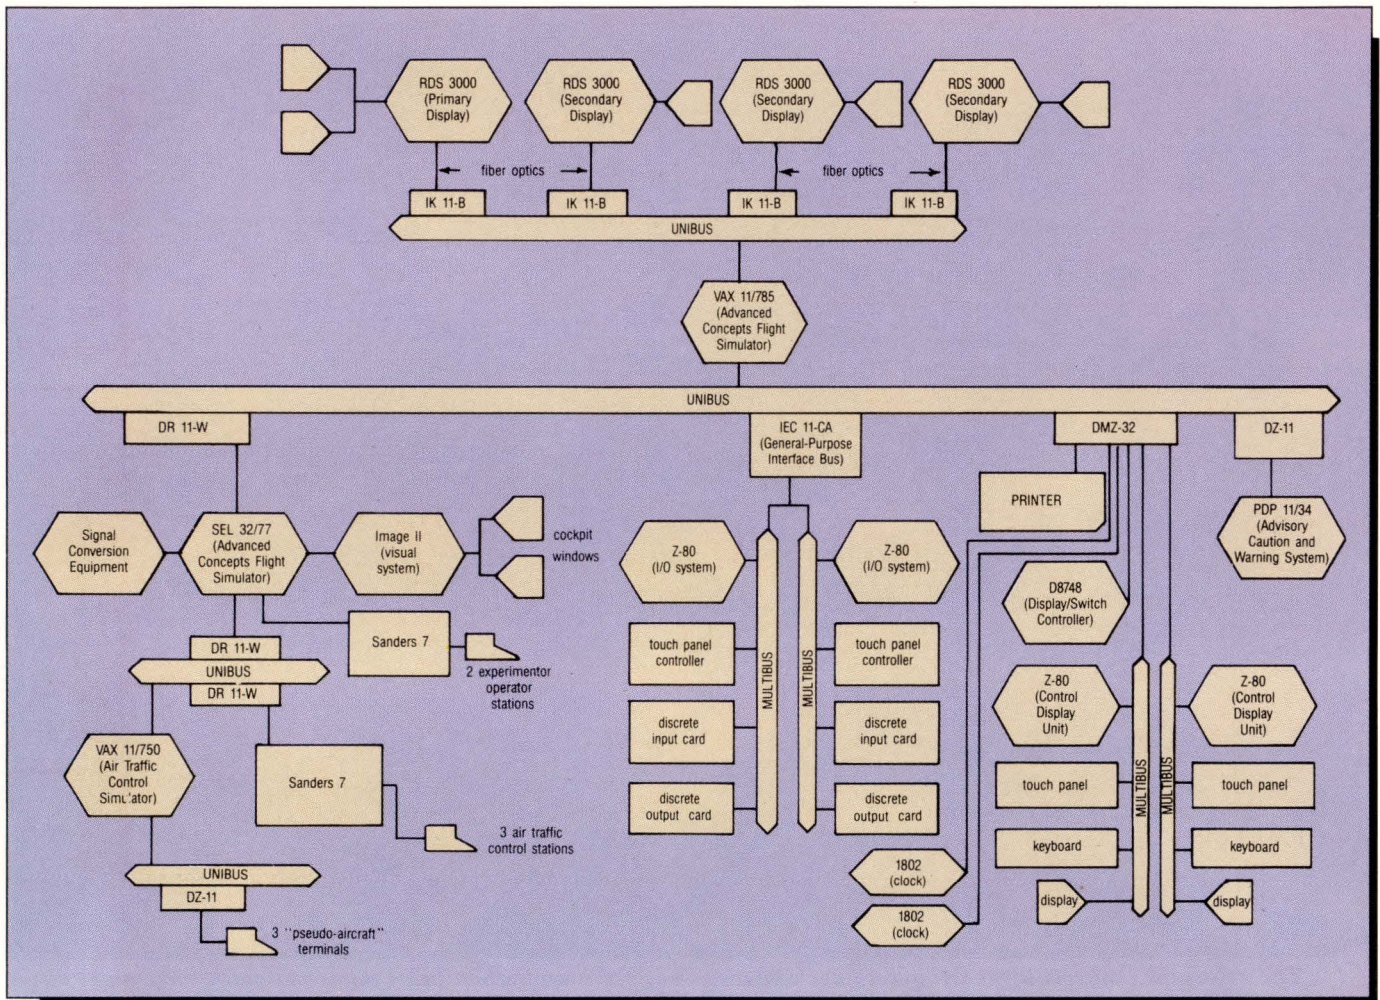 RDS 3000
(Primary
Display)
RDS 3000
(Secondary
Display)
RDS 3000
(Secondary
Display)
RDS 3000
(Secondary
Display)
fiber optics
fiber optics
IK 11-B
IK 11-B
IK 11-B
IK 11-B
UNIBUS
VAX 11/785
(Advanced
Concepts Flight
Simulator)
UNIBUS
DR 11-W
IEC 11-CA
(General-Purpose
Interface Bus)
DMZ-32
DZ-11
PRINTER
PDP 11/34
(Advisory
Caution and
Warning System)
Signal
Conversion
Equipment
SEL 32/77
(Advanced
Concepts Flight
Simulator)
Image II
(visual
system)
cockpit
windows
Z-80
(I/O system)
Z-80
(I/O system)
D8748
(Display/Switch
Controller)
DR 11-W
UNIBUS
DR 11-W
Sanders 7
2 experimentor
operator
stations
touch panel
controller
MULTIBUS
MULTIBUS
touch panel
controller
discrete
input card
discrete
input card
discrete
output card
discrete
output card
Z-80
(Control
Display
Unit)
Z-80
(Control
Display
Unit)
VAX 11/750
(Air Traffic
Control
Simulator)
Sanders 7
3 air traffic
control stations
touch panel
MULTIBUS
MULTIBUS
touch panel
keyboard
keyboard
display
display
1802
(clock)
1802
(clock)
UNIBUS
DZ-11
3 "pseudo-aircraft"
terminals